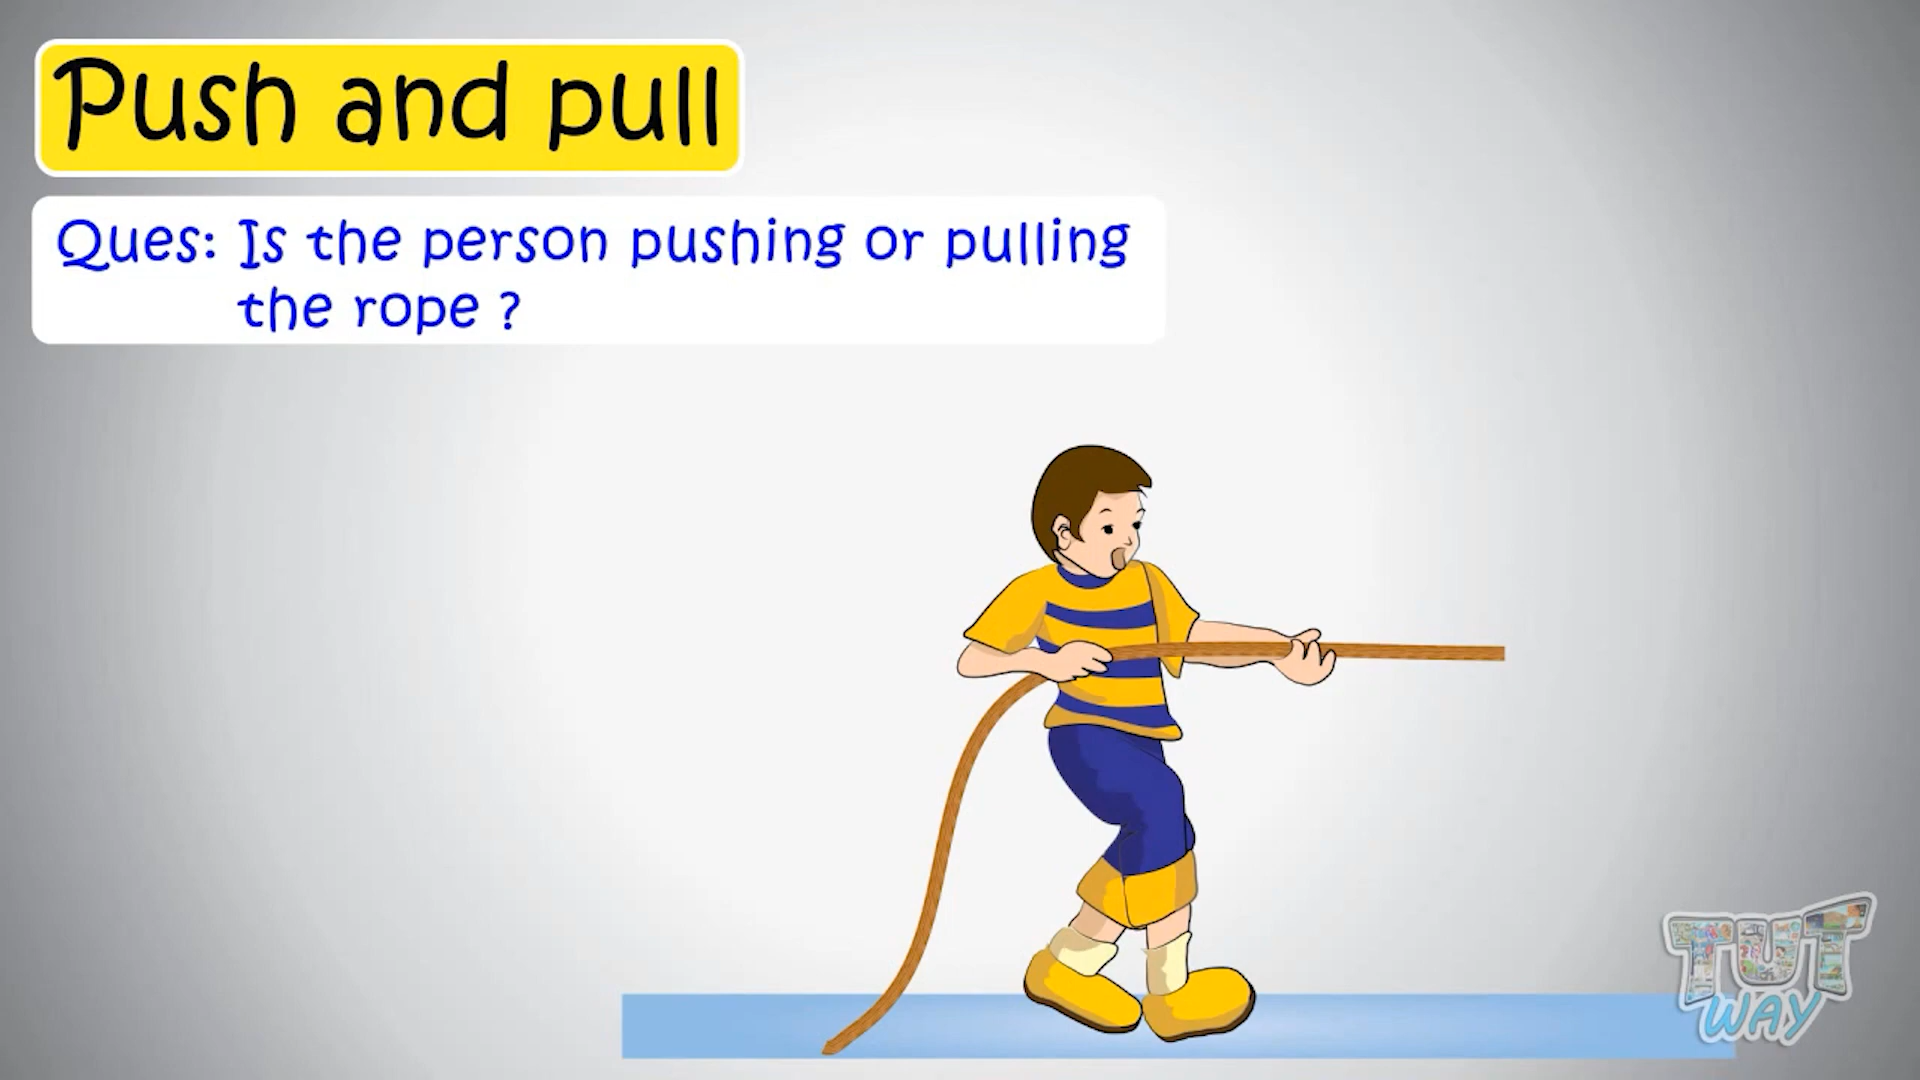 Push and pull
Ques: Is the person pushing or pulling
the rope ?
TUT
WAY